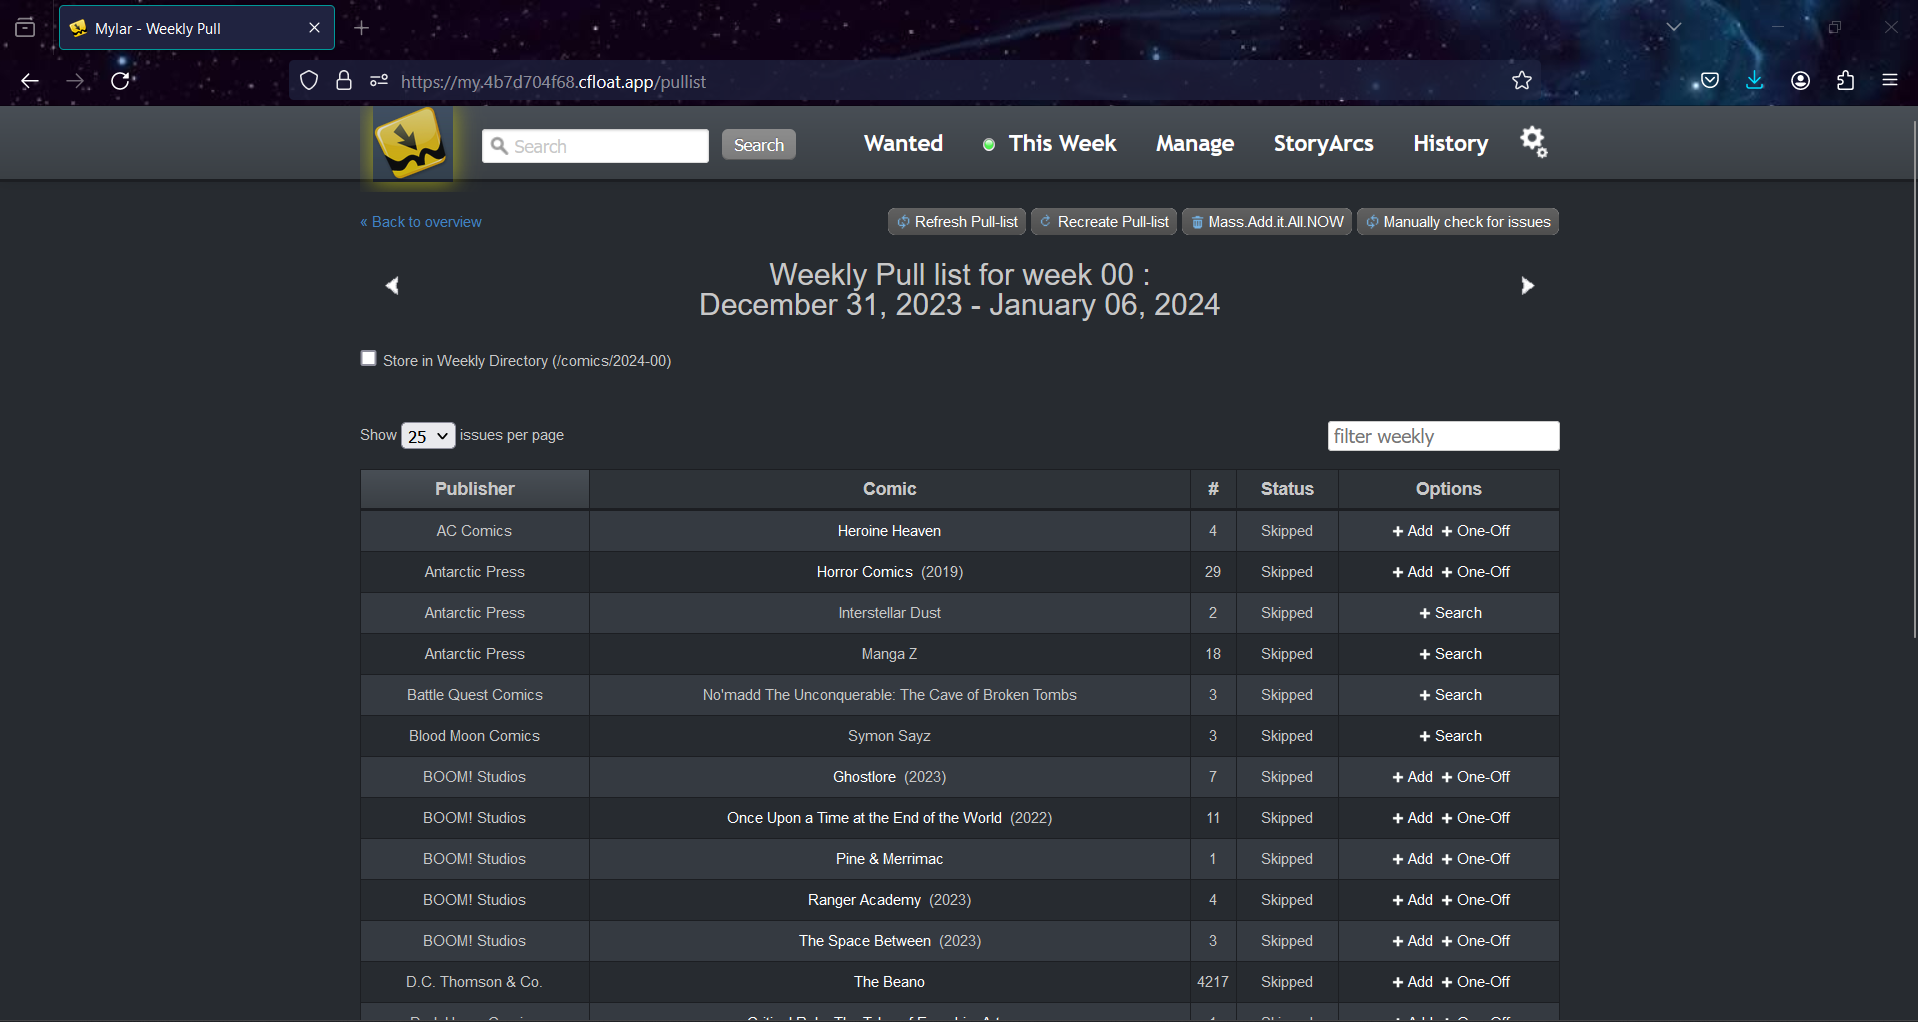 Mylar - Weekly Pull
https://my.4b7d704f68.cfloat.app/pullist
Search
Search
Wanted
This Week
Manage
StoryArcs
History
« Back to overview
Refresh Pull-list
Recreate Pull-list
Mass.Add.it.All.NOW
Manually check for issues
Weekly Pull list for week 00 :
December 31, 2023 - January 06, 2024
Store in Weekly Directory (/comics/2024-00)
Show 25 issues per page
filter weekly
Publisher Comic # Status Options
AC Comics Heroine Heaven 4 Skipped + Add + One-Off
Antarctic Press Horror Comics (2019) 29 Skipped + Add + One-Off
Antarctic Press Interstellar Dust 2 Skipped + Search
Antarctic Press Manga Z 18 Skipped + Search
Battle Quest Comics No'madd The Unconquerable: The Cave of Broken Tombs 3 Skipped + Search
Blood Moon Comics Symon Sayz 3 Skipped + Search
BOOM! Studios Ghostlore (2023) 7 Skipped + Add + One-Off
BOOM! Studios Once Upon a Time at the End of the World (2022) 11 Skipped + Add + One-Off
BOOM! Studios Pine & Merrimac 1 Skipped + Add + One-Off
BOOM! Studios Ranger Academy (2023) 4 Skipped + Add + One-Off
BOOM! Studios The Space Between (2023) 3 Skipped + Add + One-Off
D.C. Thomson & Co. The Beano 4217 Skipped + Add + One-Off